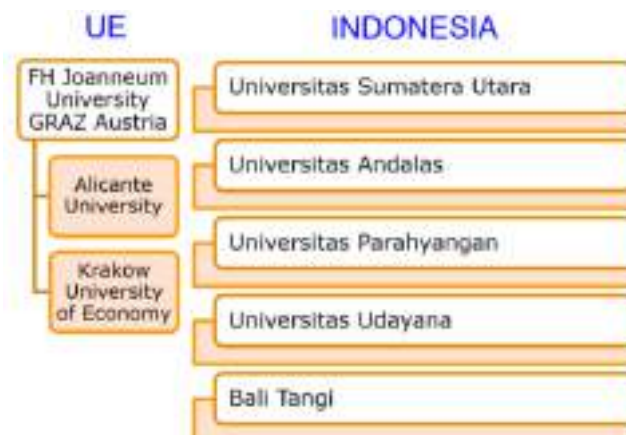 UE
INDONESIA
FH Joanneum
University
GRAZ Austria
Alicante
University
Krakow
University
of Economy
Universitas Sumatera Utara
Universitas Andalas
Universitas Parahyangan
Universitas Udayana
Bali Tangi